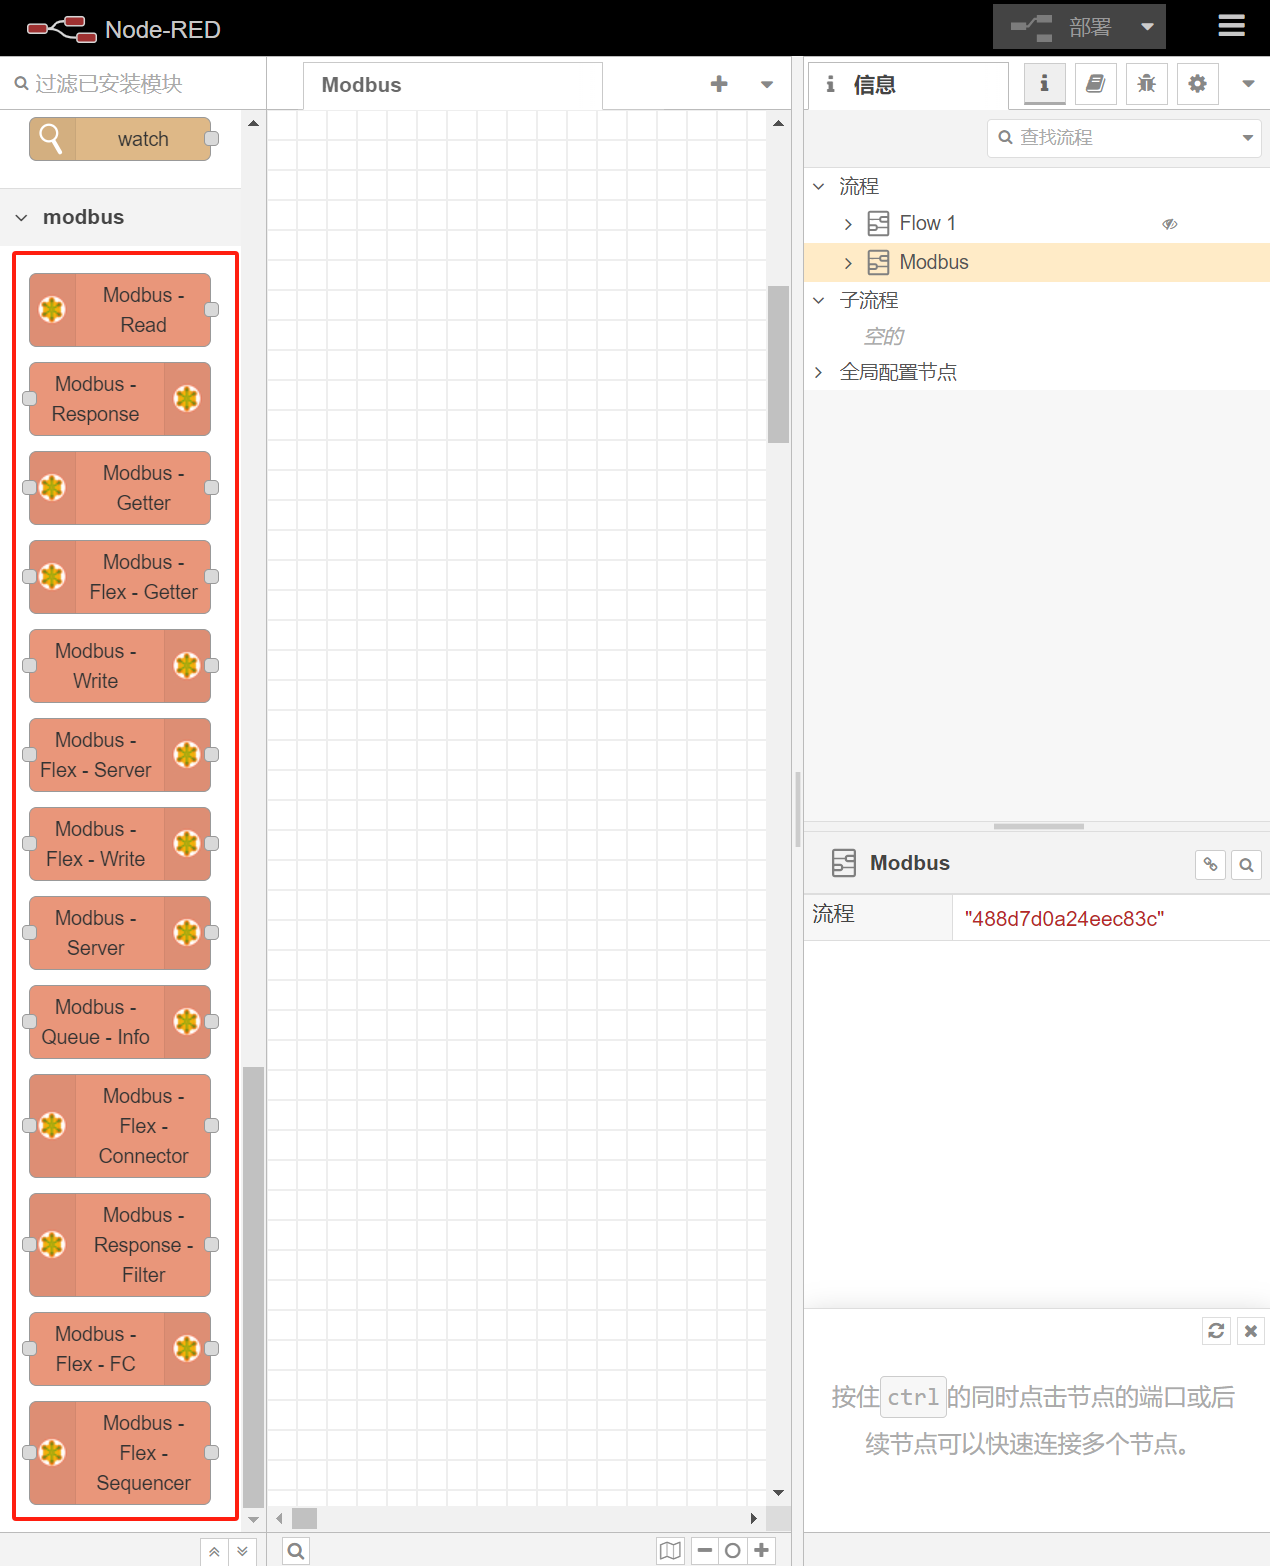 Node-RED
部署
过滤已安装模块
Modbus
信息
查找流程
watch
modbus
Modbus -
Read
Modbus -
Response
Modbus -
Getter
Modbus -
Flex - Getter
Modbus -
Write
Modbus -
Flex - Server
Modbus -
Flex - Write
Modbus -
Server
Modbus -
Queue - Info
Modbus -
Flex -
Connector
Modbus -
Response -
Filter
Modbus -
Flex - FC
Modbus -
Flex -
Sequencer
流程
Flow 1
Modbus
子流程
空的
全局配置节点
Modbus
流程
"488d7d0a24eec83c"
按住ctrl的同时点击节点的端口或后
续节点可以快速连接多个节点。